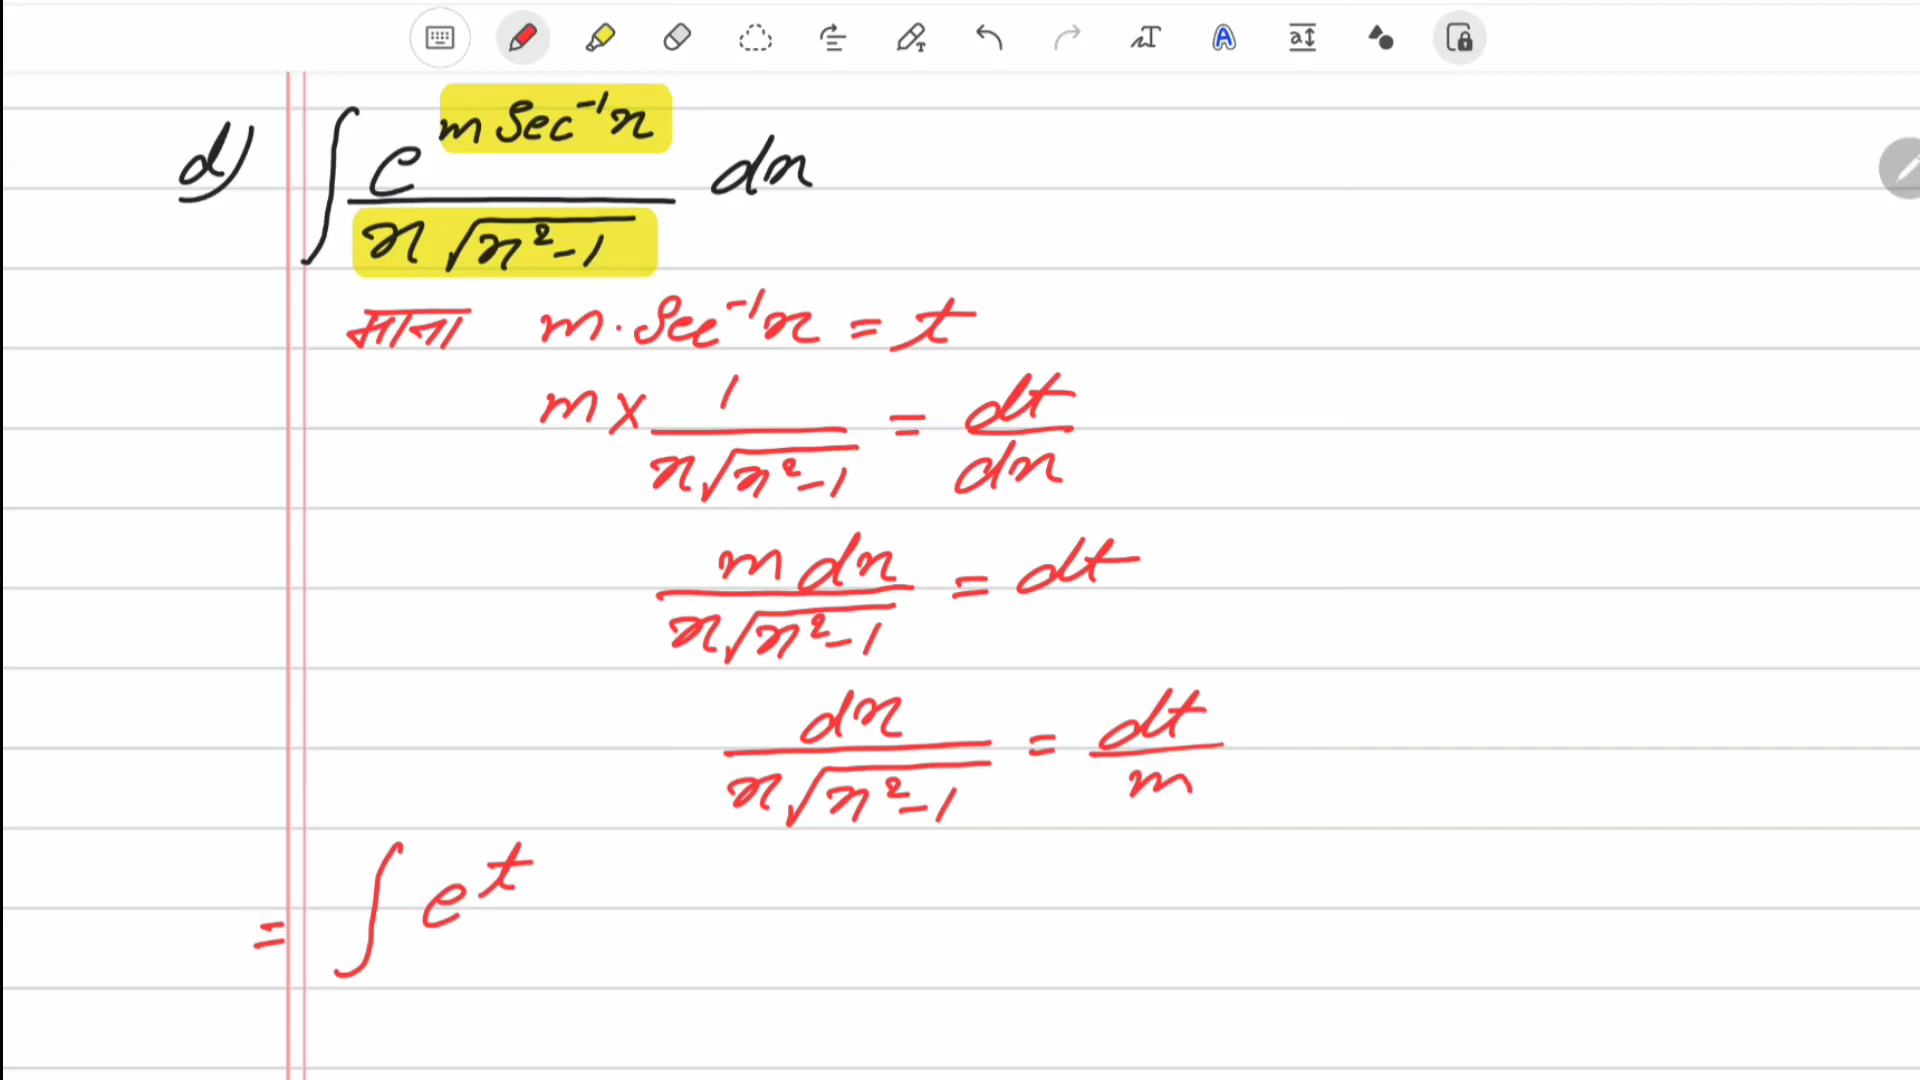 d) ∫ e^(m Sec⁻¹x) / (x√(x²-1)) dx
माना m·Sec⁻¹x = t
m × 1/(x√(x²-1)) = dt/dx
m dx/(x√(x²-1)) = dt
dx/(x√(x²-1)) = dt/m
= ∫ e^t